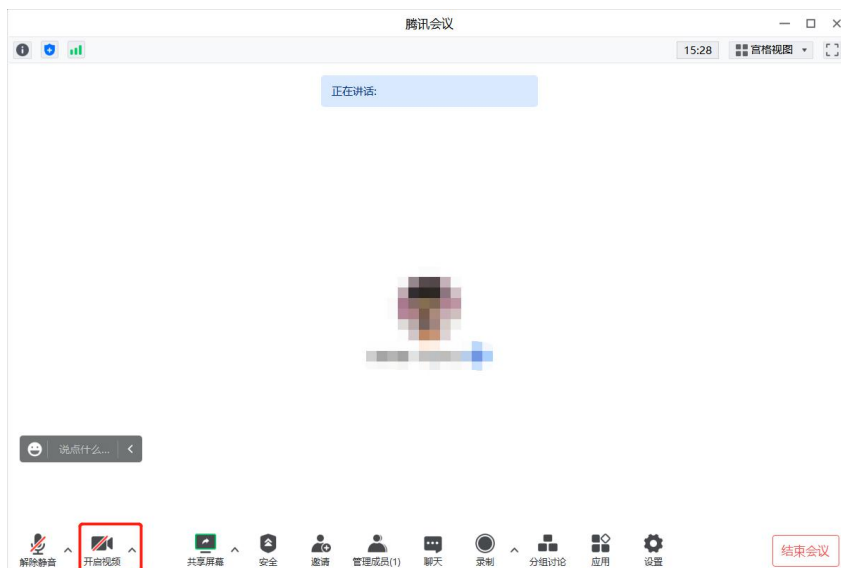 腾讯会议
15:28 宫格视图
正在讲话:
说点什么...
解除静音 开启视频 共享屏幕 安全 邀请 管理成员(1) 聊天 录制 分组讨论 应用 设置 结束会议